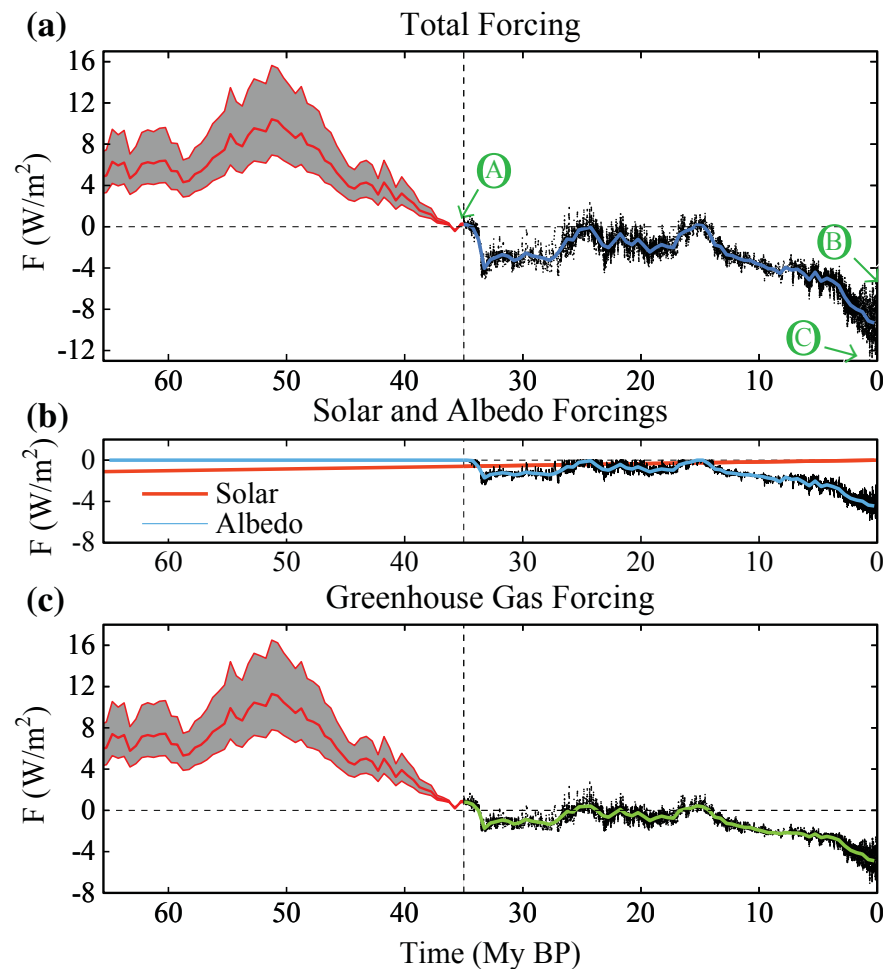 (a) Total Forcing
16
12
8
4
0
-4
-8
-12
F (W/m²)
A
B
C
60 50 40 30 20 10 0
(b) Solar and Albedo Forcings
0
-4
-8
F (W/m²)
Solar
Albedo
60 50 40 30 20 10 0
(c) Greenhouse Gas Forcing
16
12
8
4
0
-4
-8
F (W/m²)
60 50 40 30 20 10 0
Time (My BP)